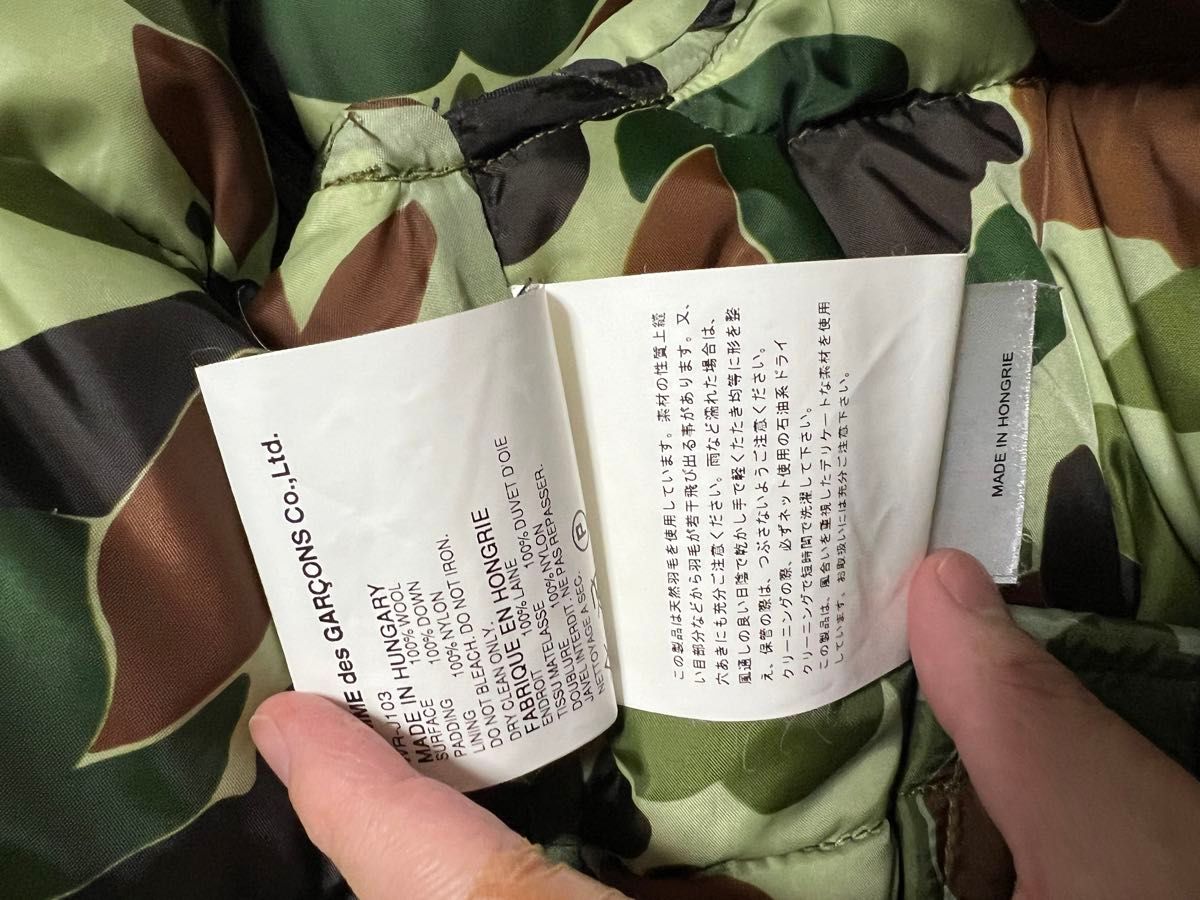 MME des GARÇONS Co.,Ltd.
WR-J103
MADE IN HUNGARY
SURFACE 100% WOOL
PADDING 100% DOWN
LINING 100% NYLON
DO NOT BLEACH. DO NOT IRON.
DRY CLEAN ONLY.
FABRIQUE EN HONGRIE
ENDROIT 100% LAINE
TISSU MATELASSE 100% DUVET D'OIE
DOUBLURE 100% NYLON
JAVEL INTERDIT. NE PAS REPASSER.
NETTOYAGE A SEC.
P
この製品は天然羽毛を使用しています。素材の性質上縫
い目部分などから羽毛が若干飛び出る事があります。又、
穴あきにも充分ご注意ください。雨など濡れた場合は、
風通しの良い日陰で乾かし手で軽くたたき均等に形を整
え、保管の際は、つぶさないようご注意ください。
クリーニングの際、必ずネット使用の石油系ドライ
クリーニングで短時間で洗濯して下さい。
この製品は、風合いを重視したデリケートな素材を使用
しています。お取扱いには充分ご注意下さい。
MADE IN HONGRIE